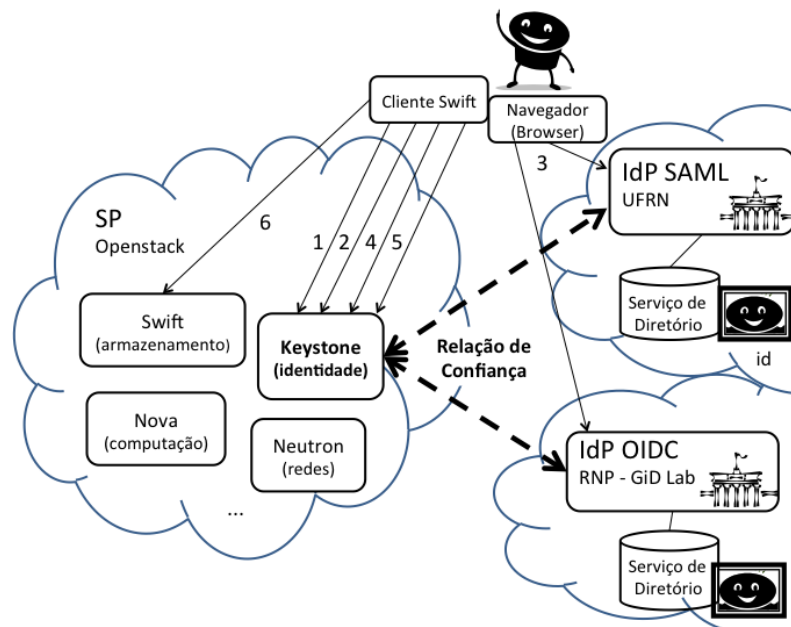 Cliente Swift
Navegador
(Browser)
3
IdP SAML
UFRN
SP
Openstack
6
1
2
4
5
Serviço de
Diretório
id
Swift
(armazenamento)
Keystone
(identidade)
Relação de
Confiança
Nova
(computação)
Neutron
(redes)
...
IdP OIDC
RNP - GiD Lab
Serviço de
Diretório